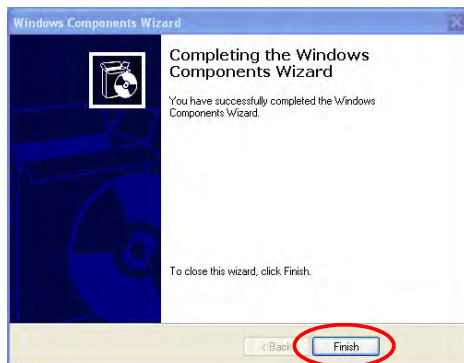 Windows Components Wizard
Completing the Windows
Components Wizard
You have successfully completed the Windows
Components Wizard.
To close this wizard, click Finish.
< Back
Finish